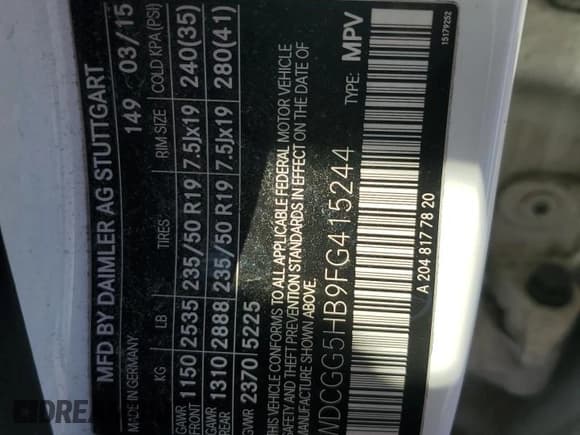 MFD BY DAIMLER AG STUTTGART
MADE IN GERMANY 149 03/15
KG LB TIRES: RIM SIZE COLD KPA (PSI)
GAWR FRONT 1150 2535 235/50 R19 7.5Jx19 240(35)
GAWR REAR 1310 2888 235/50 R19 7.5Jx19 280(41)
GVWR 2370 5225
VEHICLE CONFORMS TO ALL APPLICABLE FEDERAL MOTOR VEHICLE
SAFETY AND THEFT PREVENTION STANDARDS IN EFFECT ON THE DATE OF
MANUFACTURE SHOWN ABOVE.
WDCGG5HB9FG415244 TYPE: MPV
A 204 817 78 20
15179252